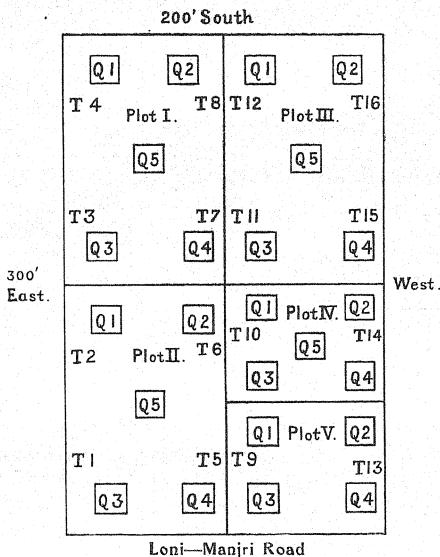 200' South
Q1 Q2 Q1 Q2
T4 T8 T12 T16
Plot I. Plot III.
Q5 Q5
T3 T7 T11 T15
Q3 Q4 Q3 Q4
300'
East.
West.
Q1 Q2 Q1 Plot IV. Q2
T10 T14
T2 Plot II. T6 Q5
Q3 Q4
Q5
Q1 Plot V. Q2
T1 T5 T9 T13
Q3 Q4 Q3 Q4
Loni—Manjri Road